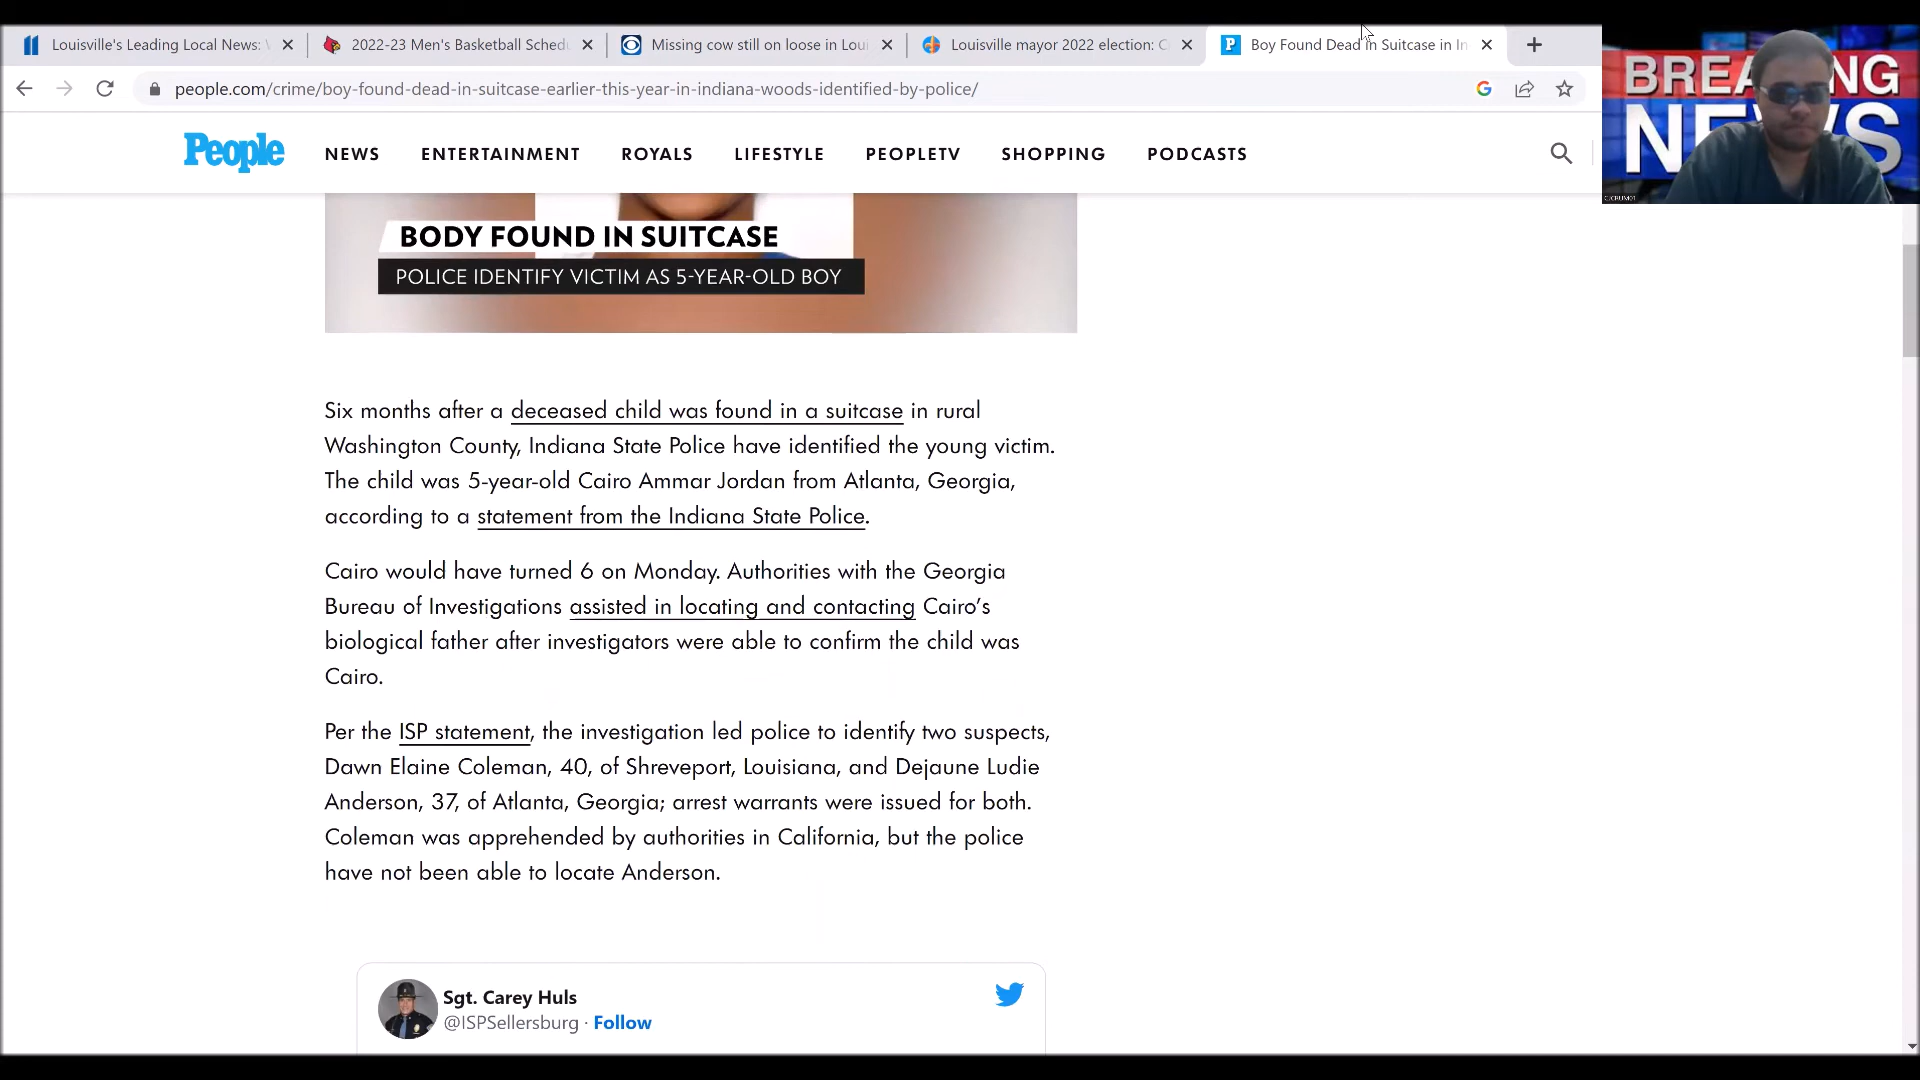 Louisville's Leading Local News:
2022-23 Men's Basketball Sched
Missing cow still on loose in Loui
Louisville mayor 2022 election: C
Boy Found Dead in Suitcase in In
people.com/crime/boy-found-dead-in-suitcase-earlier-this-year-in-indiana-woods-identified-by-police/
People
NEWS
ENTERTAINMENT
ROYALS
LIFESTYLE
PEOPLETV
SHOPPING
PODCASTS
NEWS
BODY FOUND IN SUITCASE
POLICE IDENTIFY VICTIM AS 5-YEAR-OLD BOY
Six months after a deceased child was found in a suitcase in rural
Washington County, Indiana State Police have identified the young victim.
The child was 5-year-old Cairo Ammar Jordan from Atlanta, Georgia,
according to a statement from the Indiana State Police.
Cairo would have turned 6 on Monday. Authorities with the Georgia
Bureau of Investigations assisted in locating and contacting Cairo's
biological father after investigators were able to confirm the child was
Cairo.
Per the ISP statement, the investigation led police to identify two suspects,
Dawn Elaine Coleman, 40, of Shreveport, Louisiana, and Dejaune Ludie
Anderson, 37, of Atlanta, Georgia; arrest warrants were issued for both.
Coleman was apprehended by authorities in California, but the police
have not been able to locate Anderson.
Sgt. Carey Huls
@ISPSellersburg · Follow